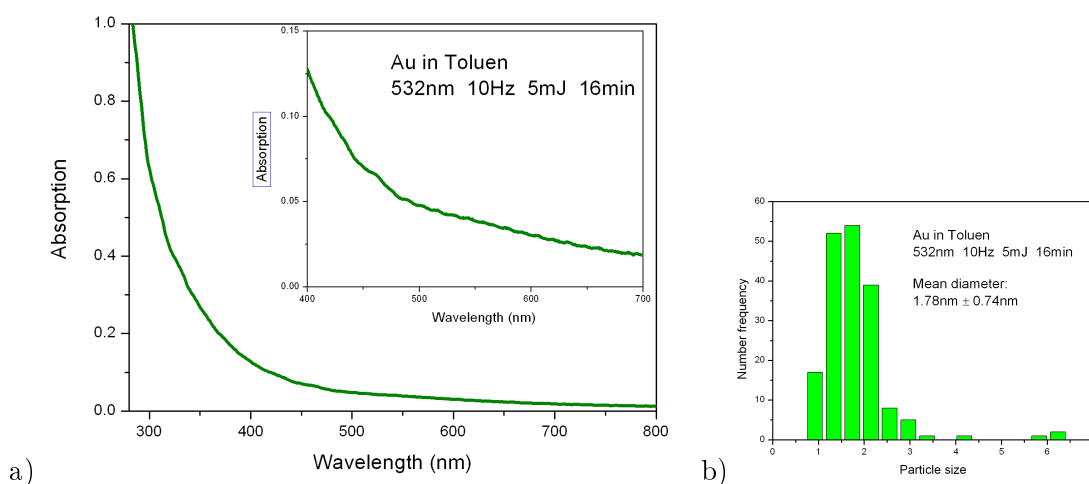 a)
Absorption
1.0
0.8
0.6
0.4
0.2
0.0
300 400 500 600 700 800
Wavelength (nm)
Au in Toluen
532nm 10Hz 5mJ 16min
Absorption
0.15
0.10
0.05
0.00
400 500 600 700
Wavelength (nm)
b)
Number frequency
60
50
40
30
20
10
0
0 1 2 3 4 5 6
Particle size
Au in Toluen
532nm 10Hz 5mJ 16min
Mean diameter:
1.78nm ± 0.74nm